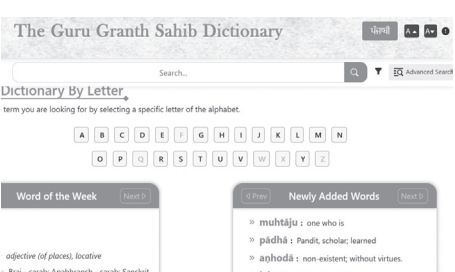 The Guru Granth Sahib Dictionary
ਪੰਜਾਬੀ A A
Search... Advanced Search
Dictionary By Letter
term you are looking for by selecting a specific letter of the alphabet.
A B C D E F G H I J K L M N
O P Q R S T U V W X Y Z
Word of the Week Next
Prev Newly Added Words Next
» muhtāju : one who is
» pāḍhā : Pandit, scholar; learned
» aṇhodā : non-existent; without virtues.
adjective (of places), locative